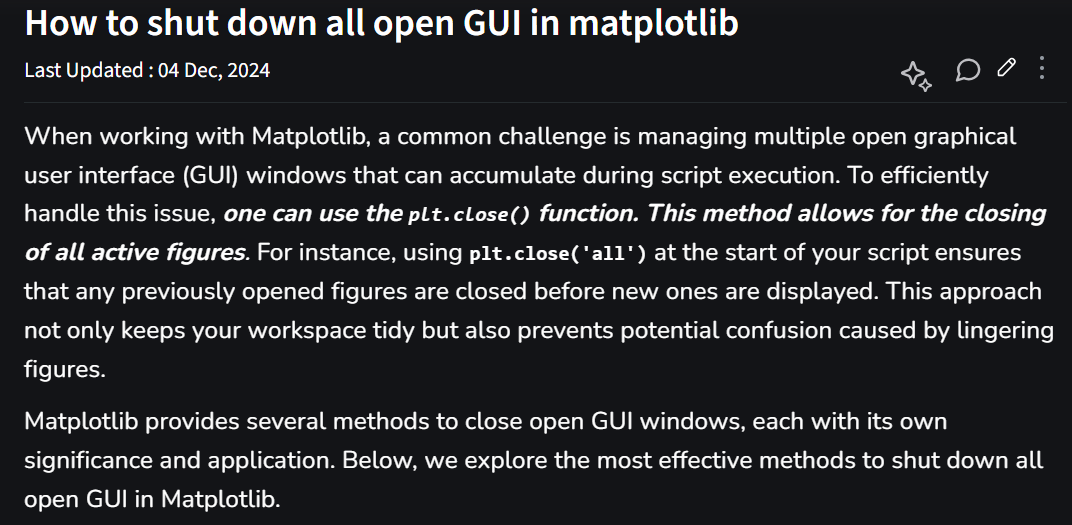 How to shut down all open GUI in matplotlib
Last Updated : 04 Dec, 2024
When working with Matplotlib, a common challenge is managing multiple open graphical
user interface (GUI) windows that can accumulate during script execution. To efficiently
handle this issue, one can use the plt.close() function. This method allows for the closing
of all active figures. For instance, using plt.close('all') at the start of your script ensures
that any previously opened figures are closed before new ones are displayed. This approach
not only keeps your workspace tidy but also prevents potential confusion caused by lingering
figures.
Matplotlib provides several methods to close open GUI windows, each with its own
significance and application. Below, we explore the most effective methods to shut down all
open GUI in Matplotlib.